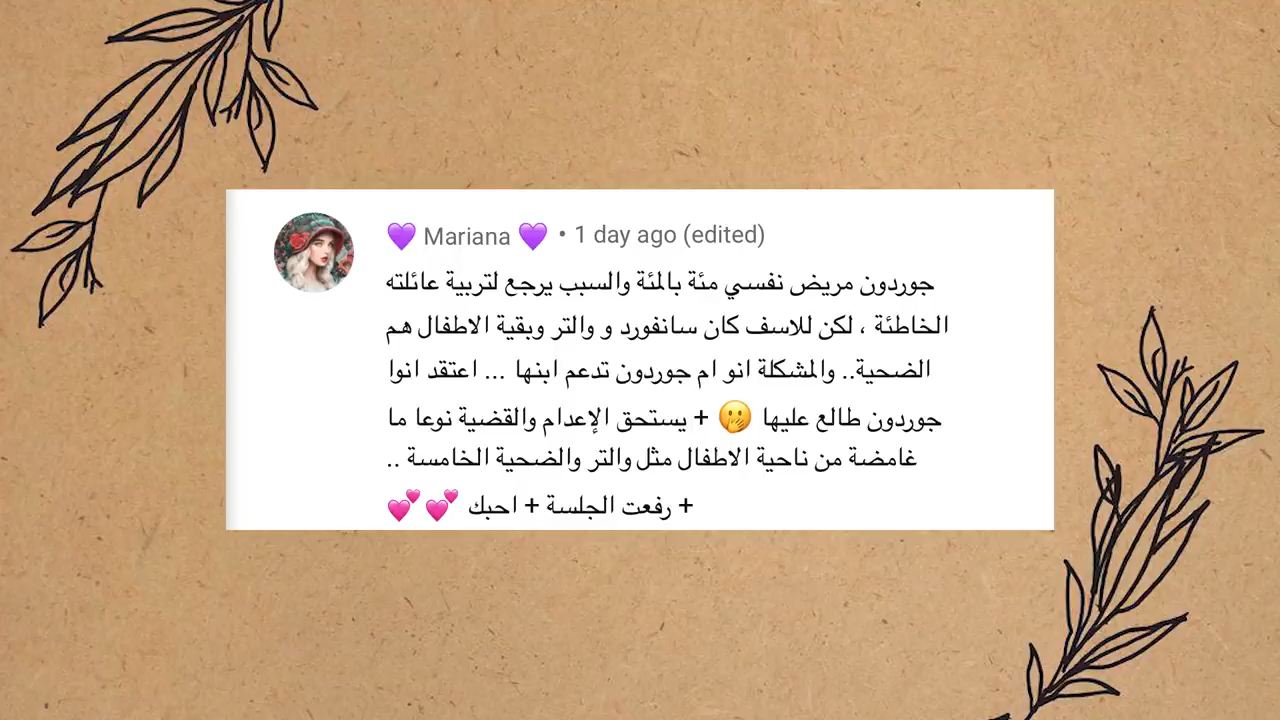 💜 Mariana 💜 • 1 day ago (edited)
جوردون مريض نفسي مئة بالمئة والسبب يرجع لتربية عائلته
الخاطئة ، لكن للاسف كان سانفورد و والتر وبقية الاطفال هم
الضحية.. والمشكلة انو ام جوردون تدعم ابنها ... اعتقد انوا
جوردون طالع عليها 🤭 + يستحق الإعدام والقضية نوعا ما
غامضة من ناحية الاطفال مثل والتر والضحية الخامسة ..
+ رفعت الجلسة + احبك 💕💕